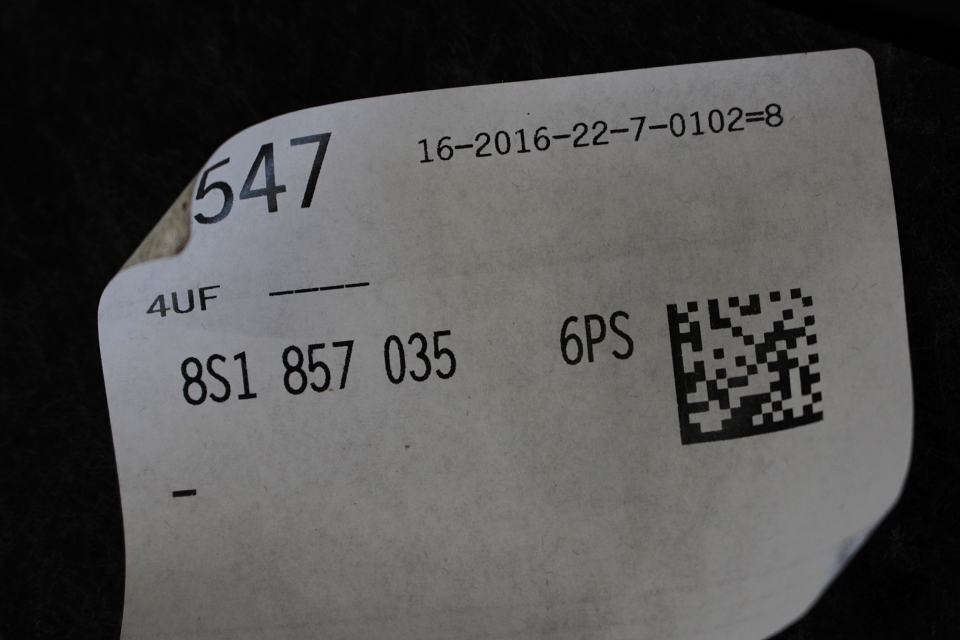 547 16-2016-22-7-0102=8
4UF ----
8S1 857 035 6PS
-